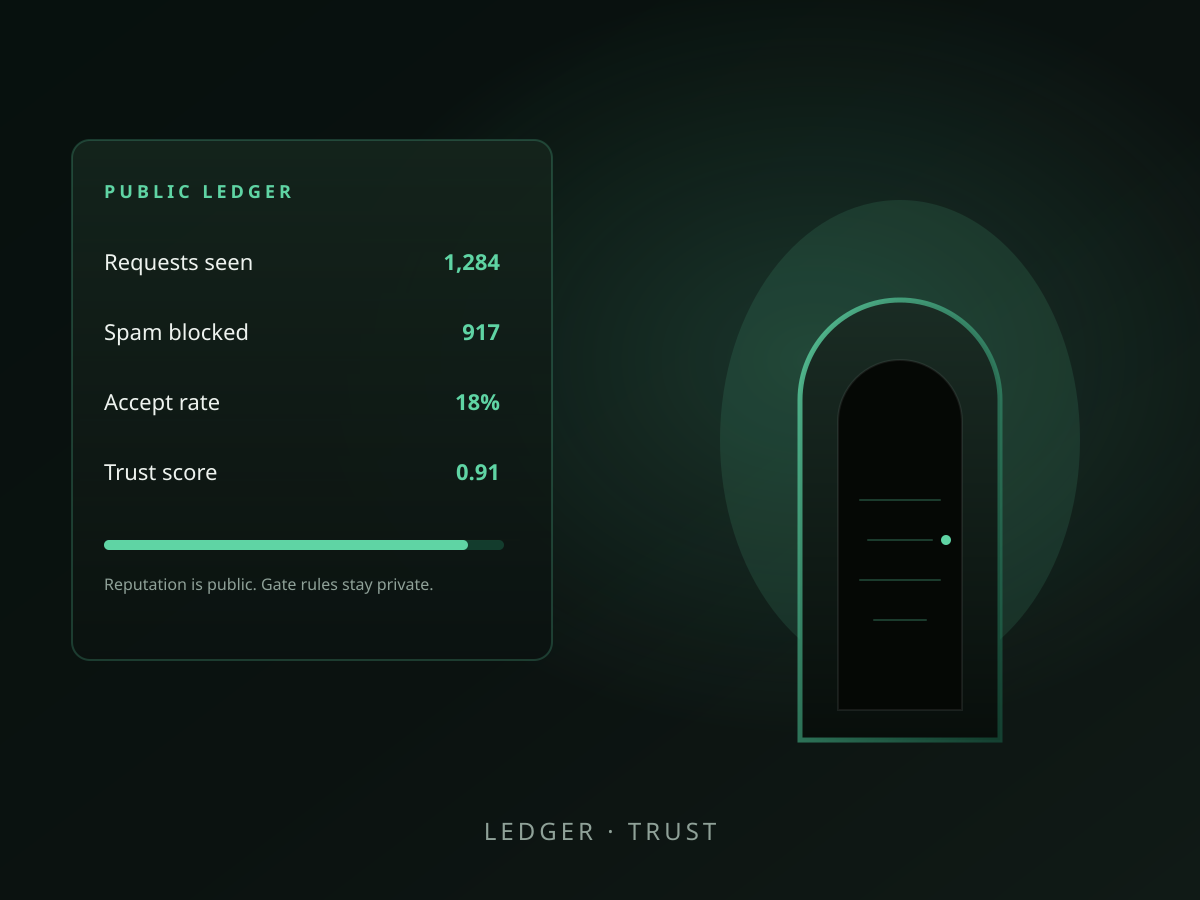 PUBLIC LEDGER
Requests seen 1,284
Spam blocked 917
Accept rate 18%
Trust score 0.91
Reputation is public. Gate rules stay private.
LEDGER · TRUST